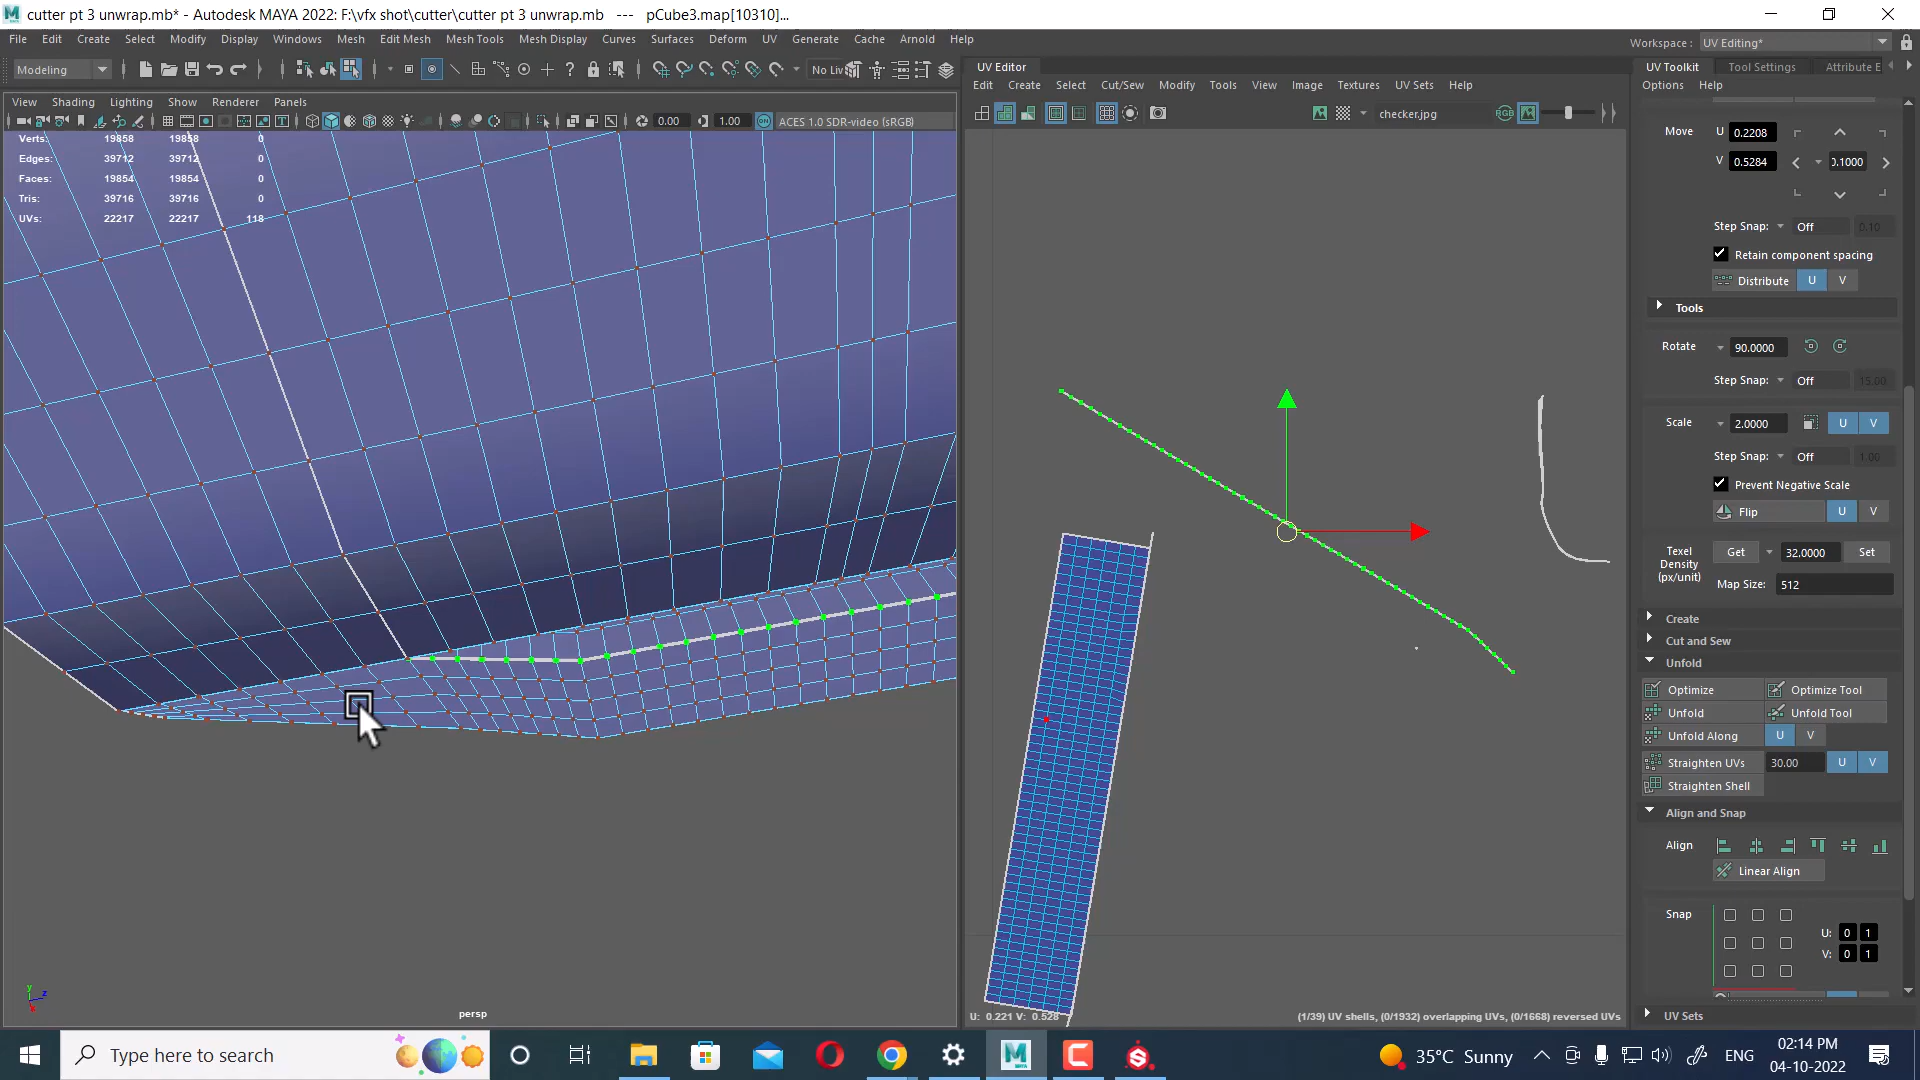 cutter pt 3 unwrap.mb* - Autodesk MAYA 2022: F:\vfx shot\cutter\cutter pt 3 unwrap.mb   ---   pCube3.map[10310]...
File Edit Create Select Modify Display Windows Mesh Edit Mesh Mesh Tools Mesh Display Curves Surfaces Deform UV Generate Cache Arnold Help
Workspace : UV Editing*
Modeling
No Liv
UV Editor
UV Toolkit Tool Settings Attribute E
Edit Create Select Cut/Sew Modify Tools View Image Textures UV Sets Help
Options Help
View Shading Lighting Show Renderer Panels
0.00 1.00 ACES 1.0 SDR-video (sRGB)
checker.jpg
RGB
Verts: 19858 19858 0
Edges: 39712 39712 0
Faces: 19854 19854 0
Tris: 39716 39716 0
UVs: 22217 22217 118
Move U 0.2208
V 0.5284
0.1000
Step Snap: Off 0.10
Retain component spacing
Distribute U V
Tools
Rotate 90.0000
Step Snap: Off 15.00
Scale 2.0000 U V
Step Snap: Off 1.00
Prevent Negative Scale
Flip U V
Texel Density (px/unit) Get 32.0000 Set
Map Size: 512
Create
Cut and Sew
Unfold
Optimize Optimize Tool
Unfold Unfold Tool
Unfold Along U V
Straighten UVs 30.00 U V
Straighten Shell
Align and Snap
Align
Linear Align
Snap
U: 0 1
V: 0 1
UV Sets
y
z
persp
U: 0.221 V: 0.528
(1/39) UV shells, (0/1932) overlapping UVs, (0/1668) reversed UVs
Type here to search
35°C Sunny
ENG
02:14 PM
04-10-2022